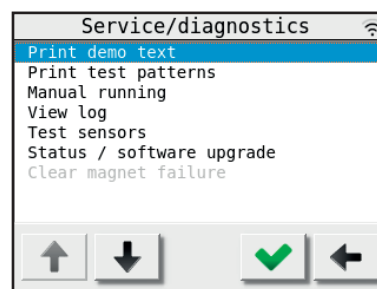 Service/diagnostics
Print demo text
Print test patterns
Manual running
View log
Test sensors
Status / software upgrade
Clear magnet failure